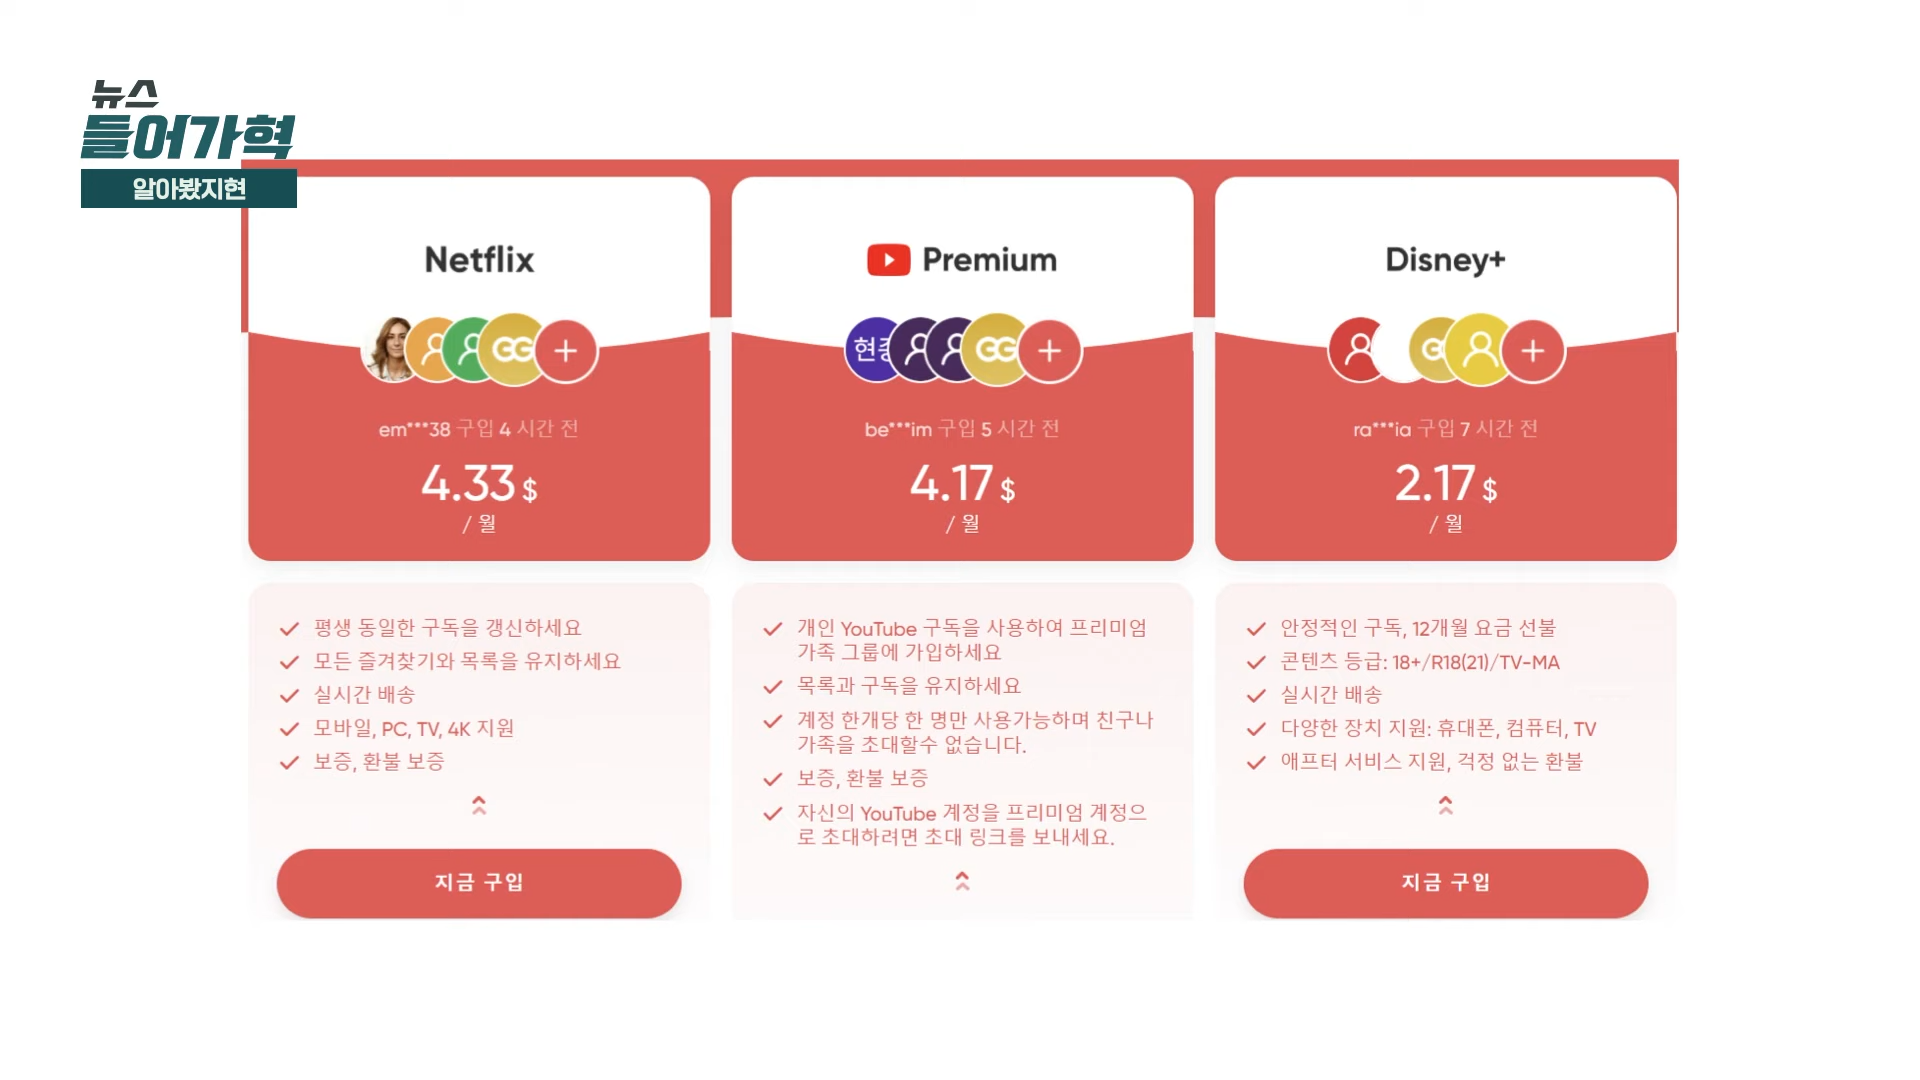 뉴스
들어가혁
알아봤지현
Netflix
em***38 구입 4 시간 전
4.33 $
/ 월
평생 동일한 구독을 갱신하세요
모든 즐겨찾기와 목록을 유지하세요
실시간 배송
모바일, PC, TV, 4K 지원
보증, 환불 보증
지금 구입
Premium
현종
be***im 구입 5 시간 전
4.17 $
/ 월
개인 YouTube 구독을 사용하여 프리미엄
가족 그룹에 가입하세요
목록과 구독을 유지하세요
계정 한개당 한 명만 사용가능하며 친구나
가족을 초대할수 없습니다.
보증, 환불 보증
자신의 YouTube 계정을 프리미엄 계정으
로 초대하려면 초대 링크를 보내세요.
Disney+
ra***ia 구입 7 시간 전
2.17 $
/ 월
안정적인 구독, 12개월 요금 선불
콘텐츠 등급: 18+/R18(21)/TV-MA
실시간 배송
다양한 장치 지원: 휴대폰, 컴퓨터, TV
애프터 서비스 지원, 걱정 없는 환불
지금 구입